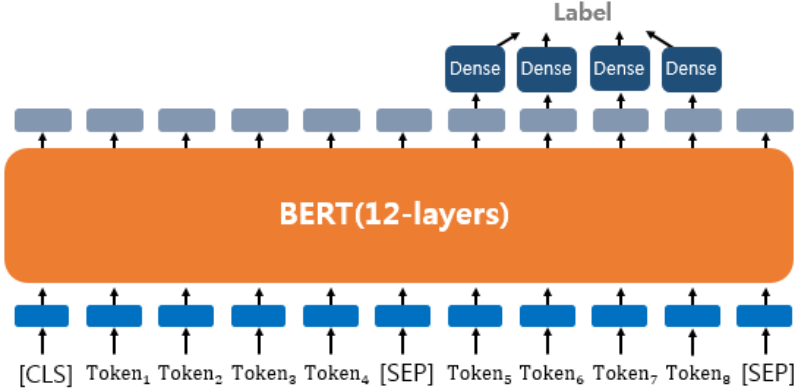 Label
Dense Dense Dense Dense
BERT(12-layers)
[CLS] Token₁ Token₂ Token₃ Token₄ [SEP] Token₅ Token₆ Token₇ Token₈ [SEP]